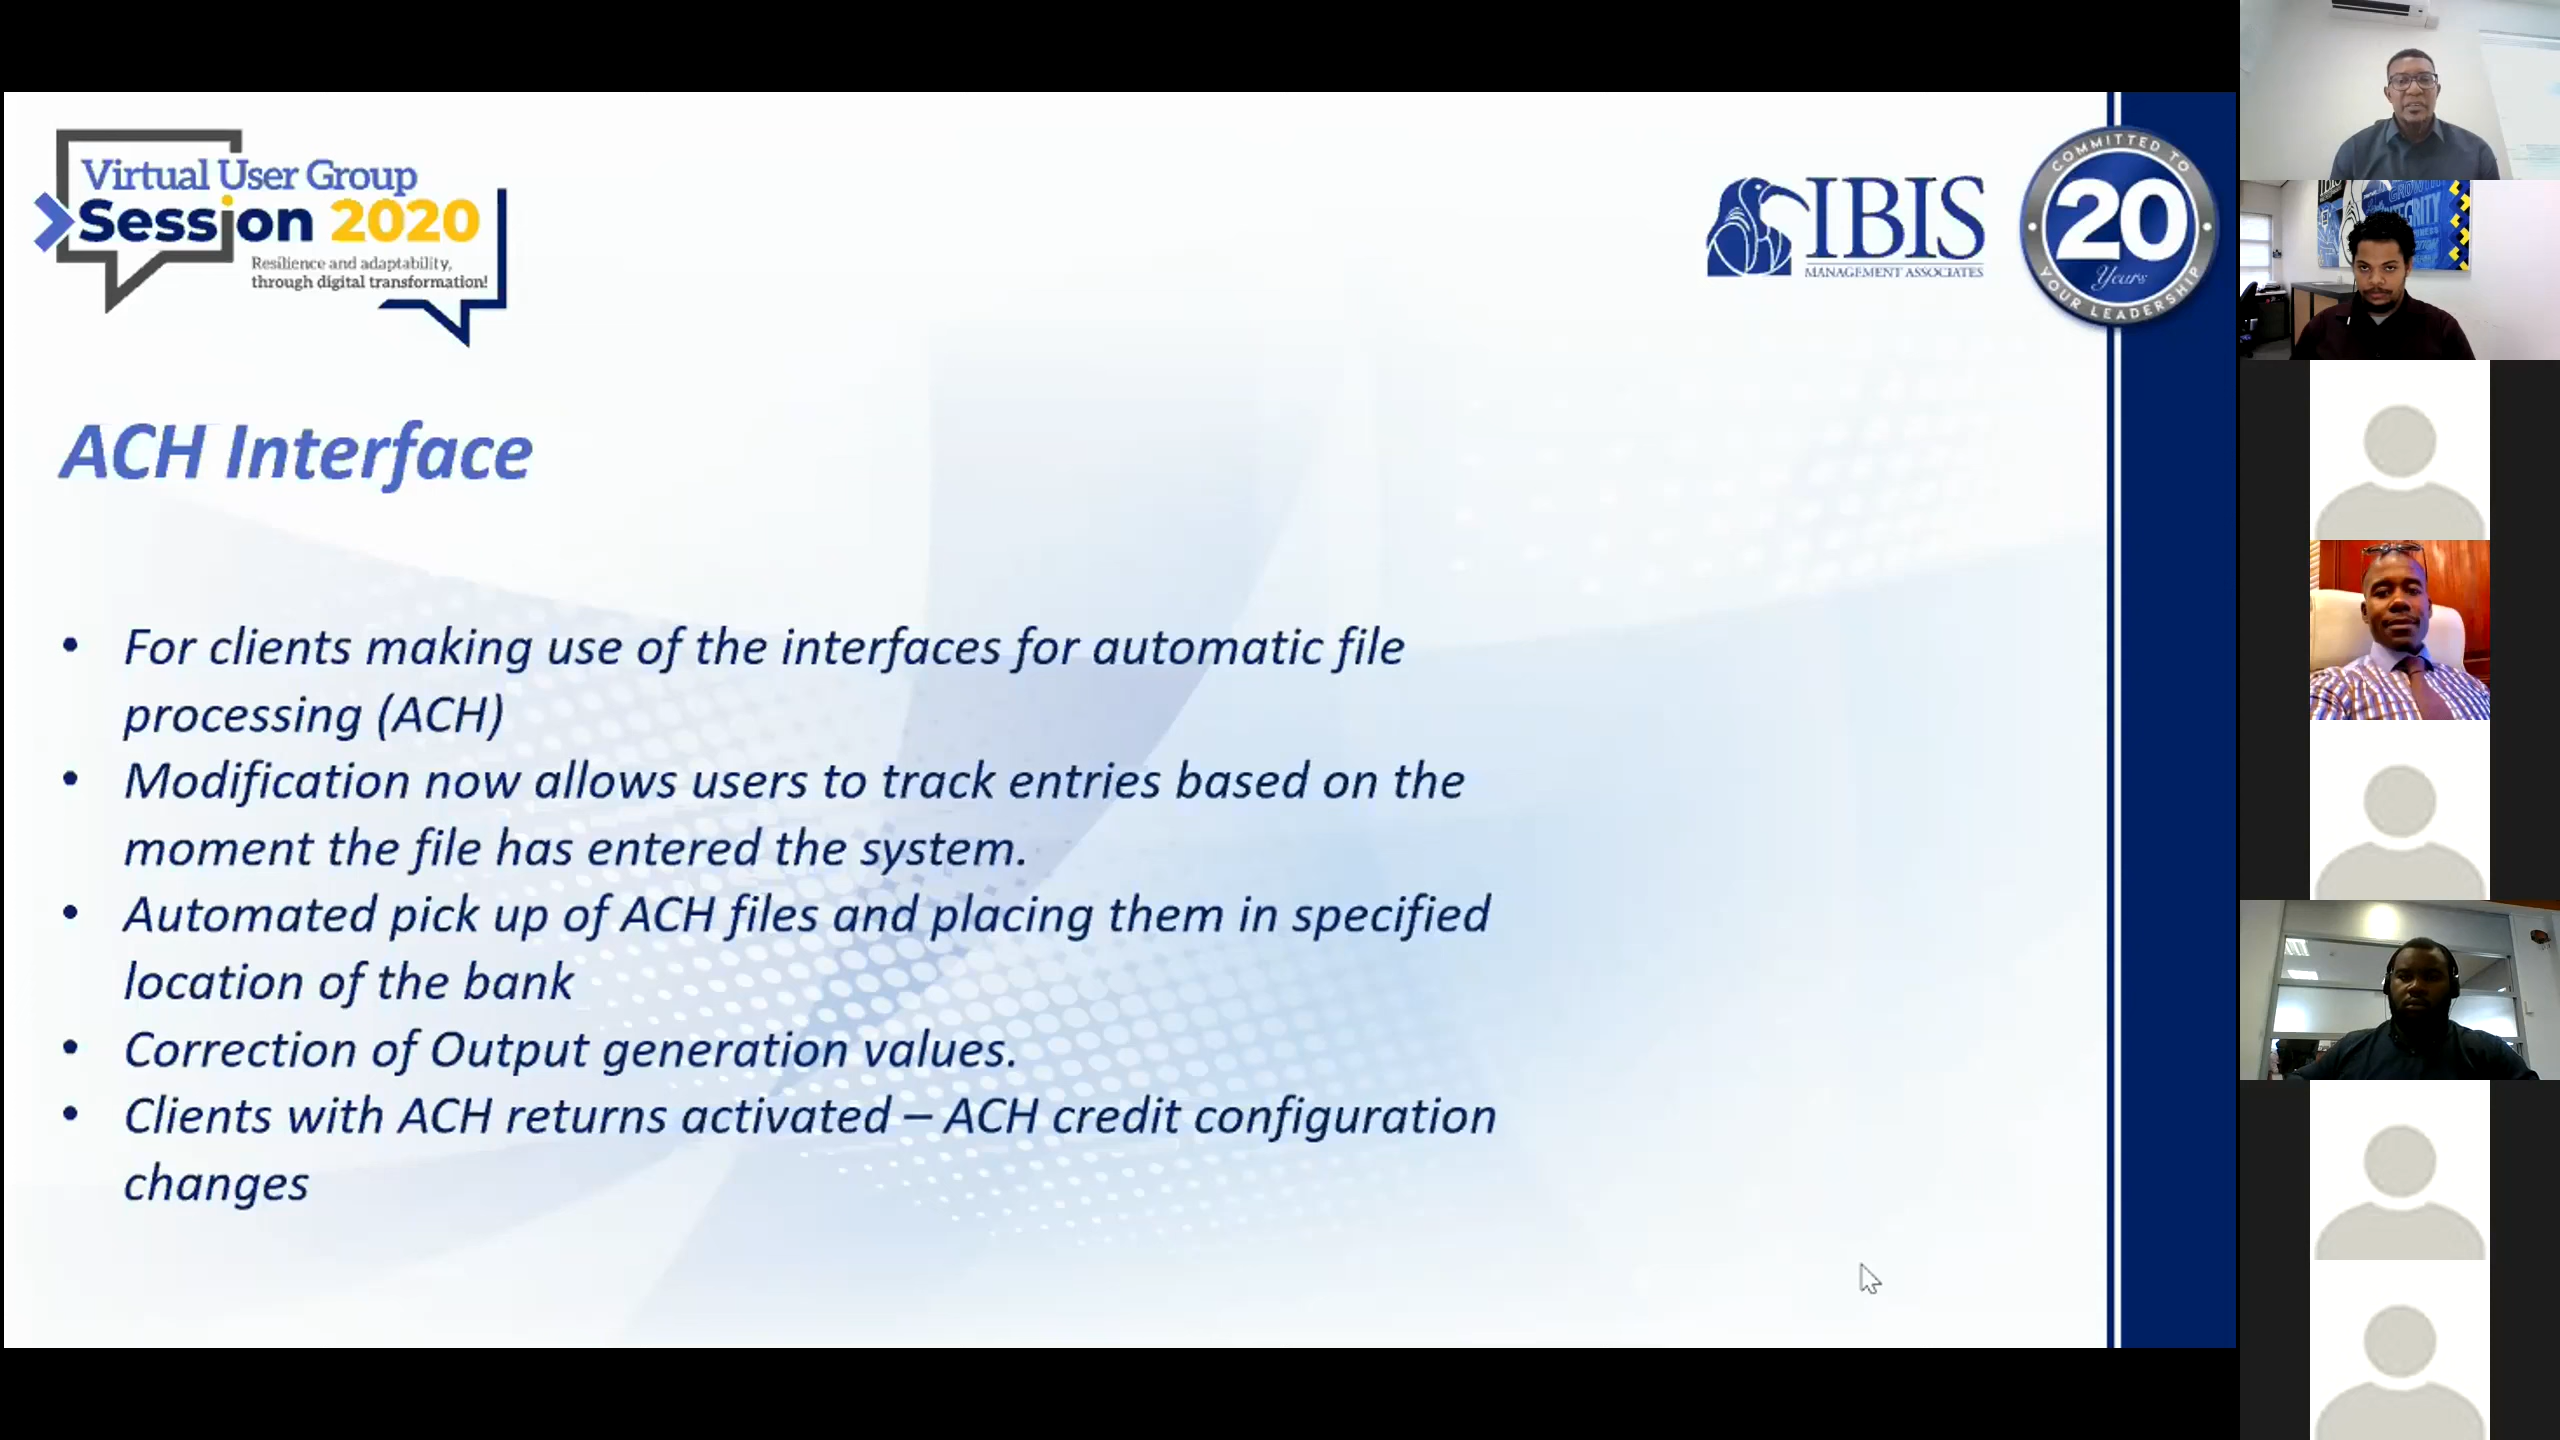 Virtual User Group
Session 2020
Resilience and adaptability,
through digital transformation!
IBIS
MANAGEMENT ASSOCIATES
COMMITTED TO
20
Years
YOUR LEADERSHIP
ACH Interface
• For clients making use of the interfaces for automatic file
processing (ACH)
• Modification now allows users to track entries based on the
moment the file has entered the system.
• Automated pick up of ACH files and placing them in specified
location of the bank
• Correction of Output generation values.
• Clients with ACH returns activated – ACH credit configuration
changes
IBIS
GROWTH
INTEGRITY